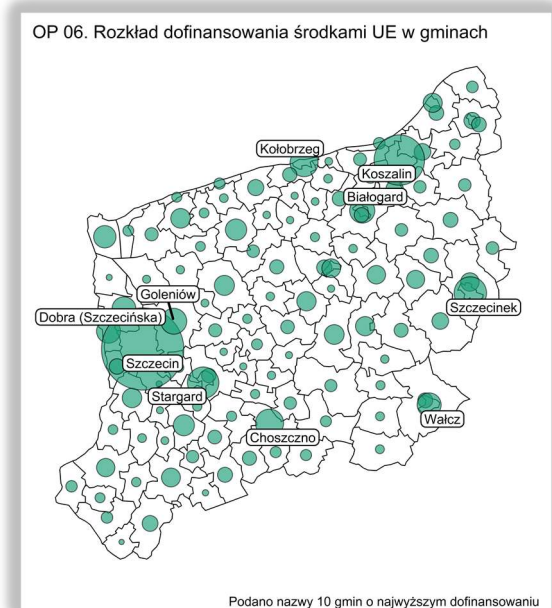 OP 06. Rozkład dofinansowania środkami UE w gminach
Kołobrzeg
Koszalin
Białogard
Goleniów
Szczecinek
Dobra (Szczecińska)
Szczecin
Stargard
Wałcz
Choszczno
Podano nazwy 10 gmin o najwyższym dofinansowaniu